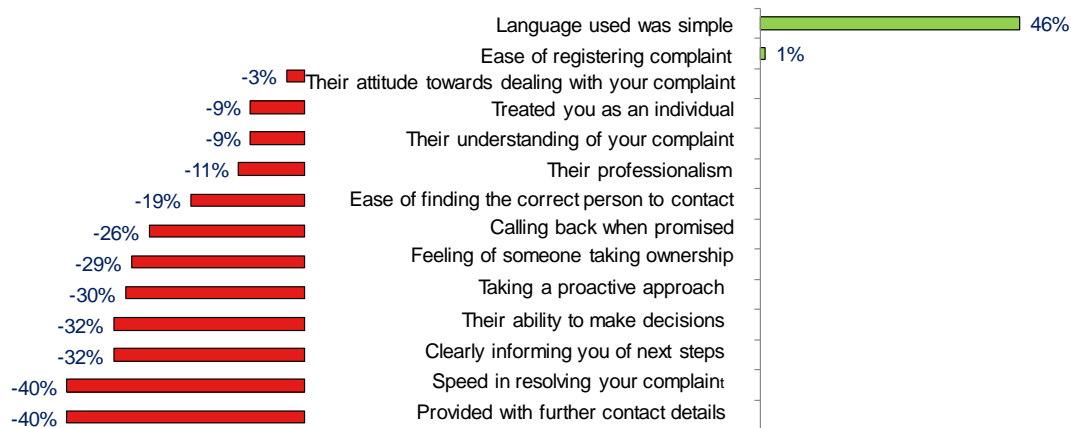 Language used was simple 46%
Ease of registering complaint 1%
-3% Their attitude towards dealing with your complaint
-9% Treated you as an individual
-9% Their understanding of your complaint
-11% Their professionalism
-19% Ease of finding the correct person to contact
-26% Calling back when promised
-29% Feeling of someone taking ownership
-30% Taking a proactive approach
-32% Their ability to make decisions
-32% Clearly informing you of next steps
-40% Speed in resolving your complaint
-40% Provided with further contact details